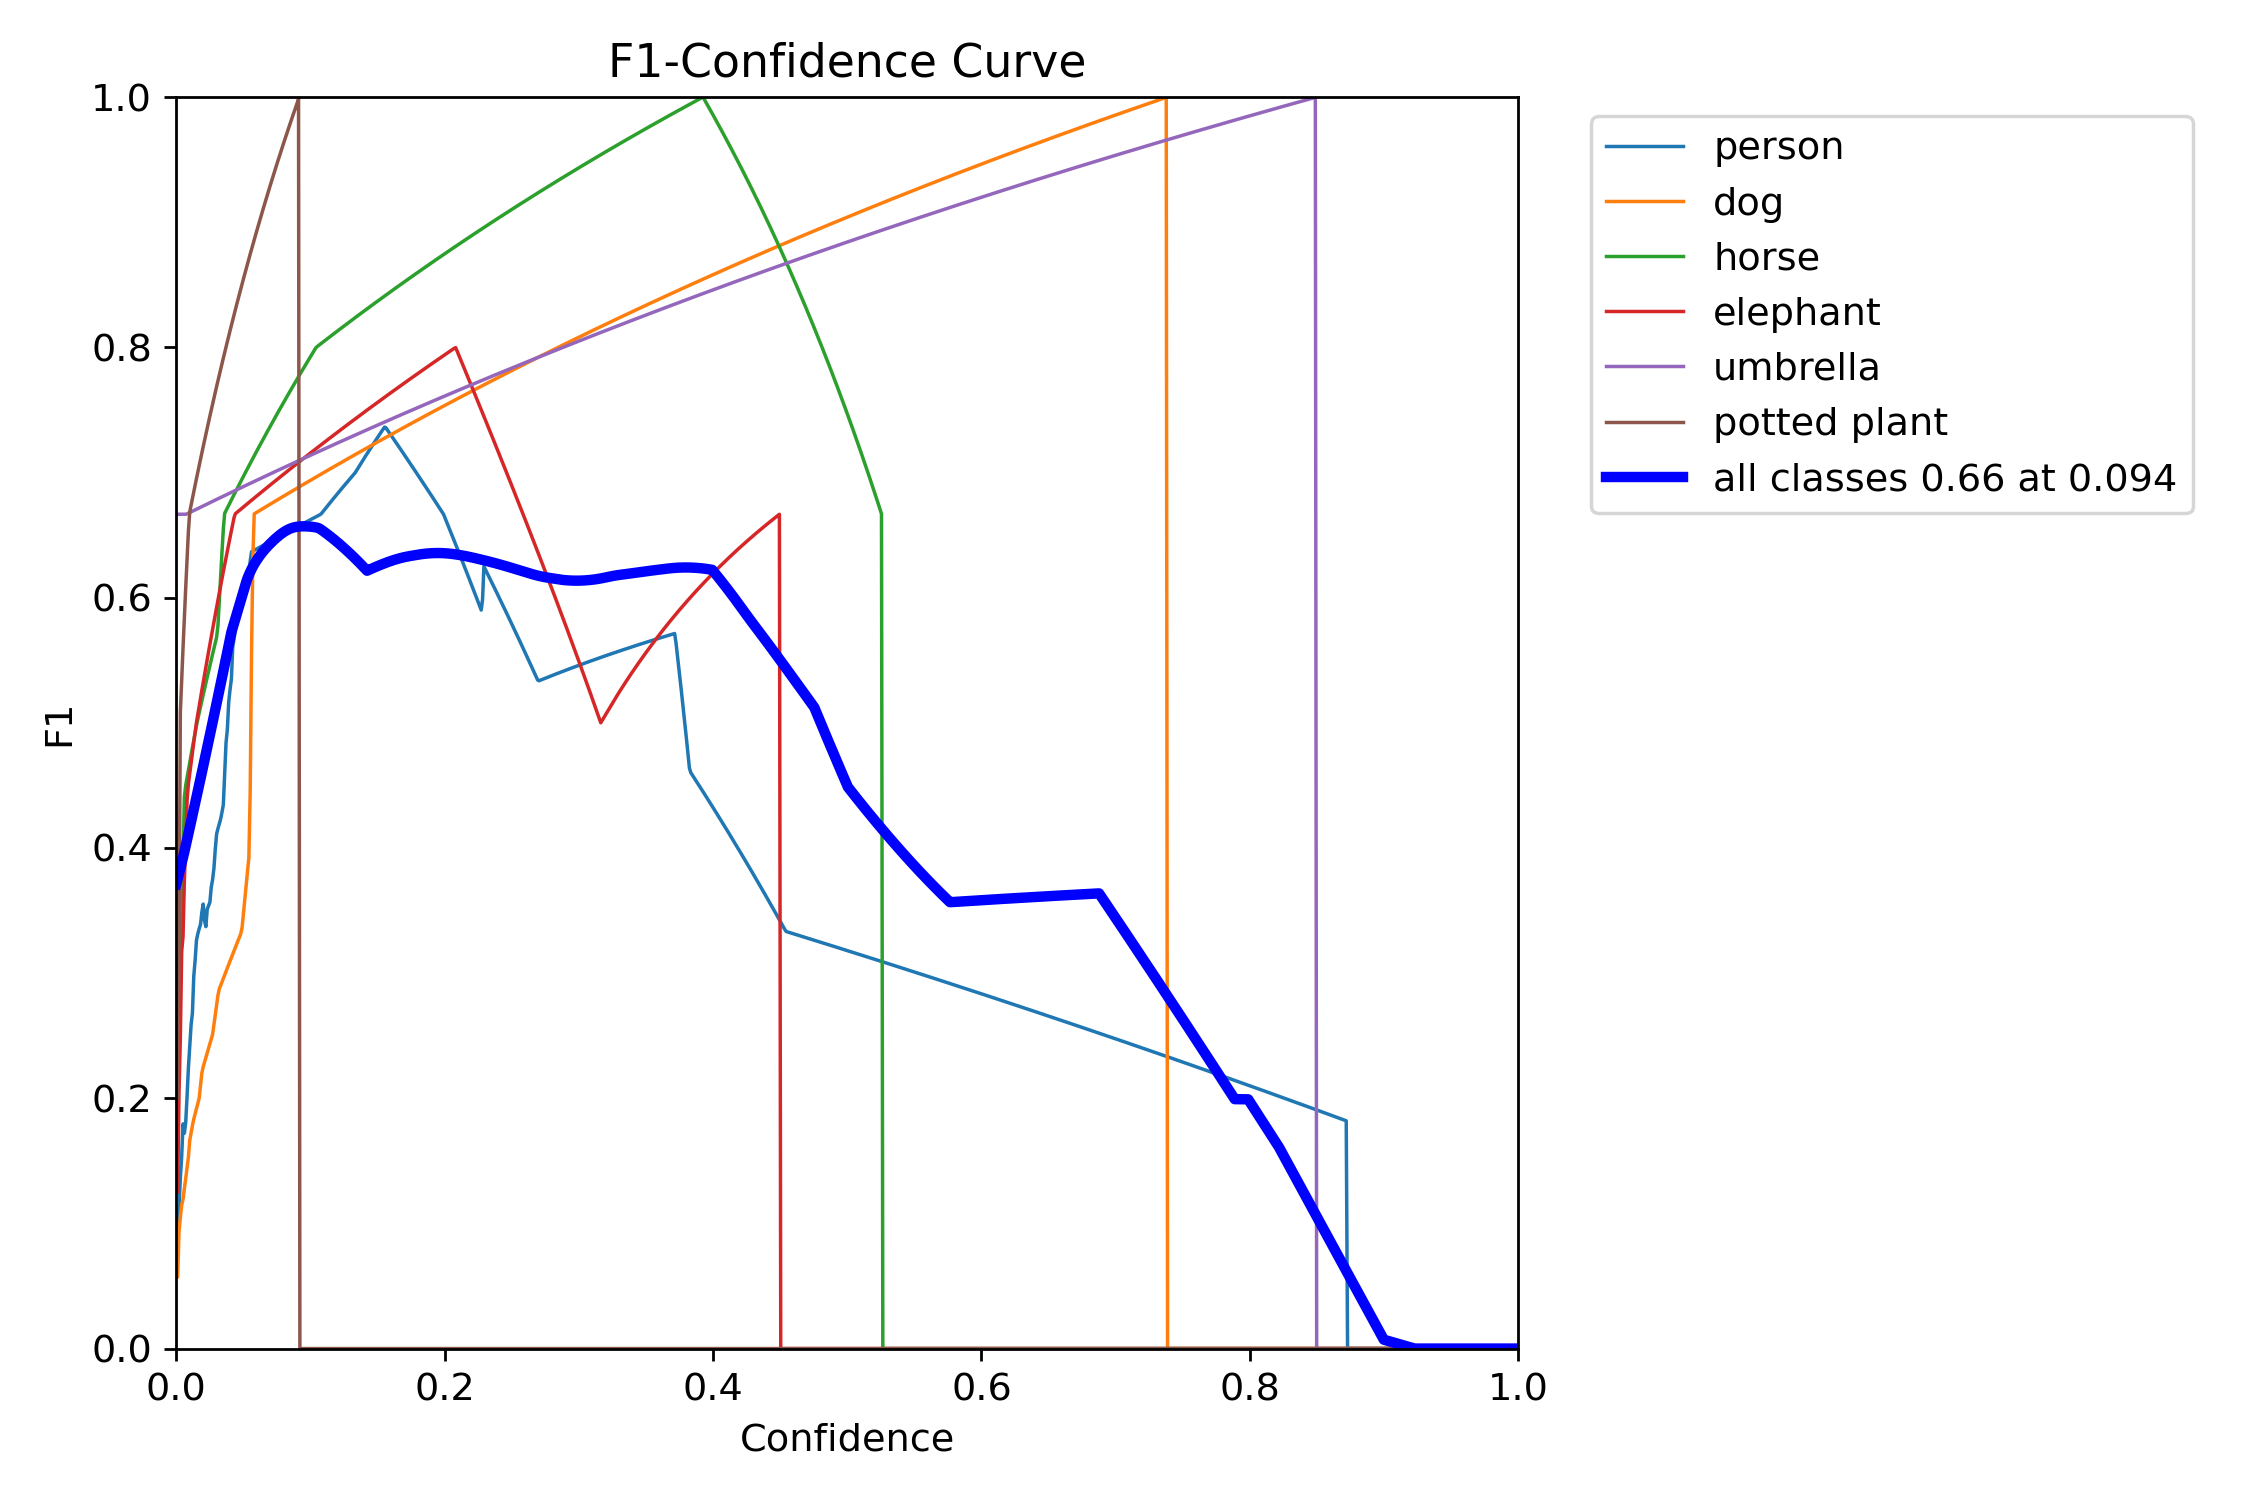 F1-Confidence Curve
1.0
0.8
0.6
0.4
0.2
0.0
F1
0.0 0.2 0.4 0.6 0.8 1.0
Confidence
person
dog
horse
elephant
umbrella
potted plant
all classes 0.66 at 0.094